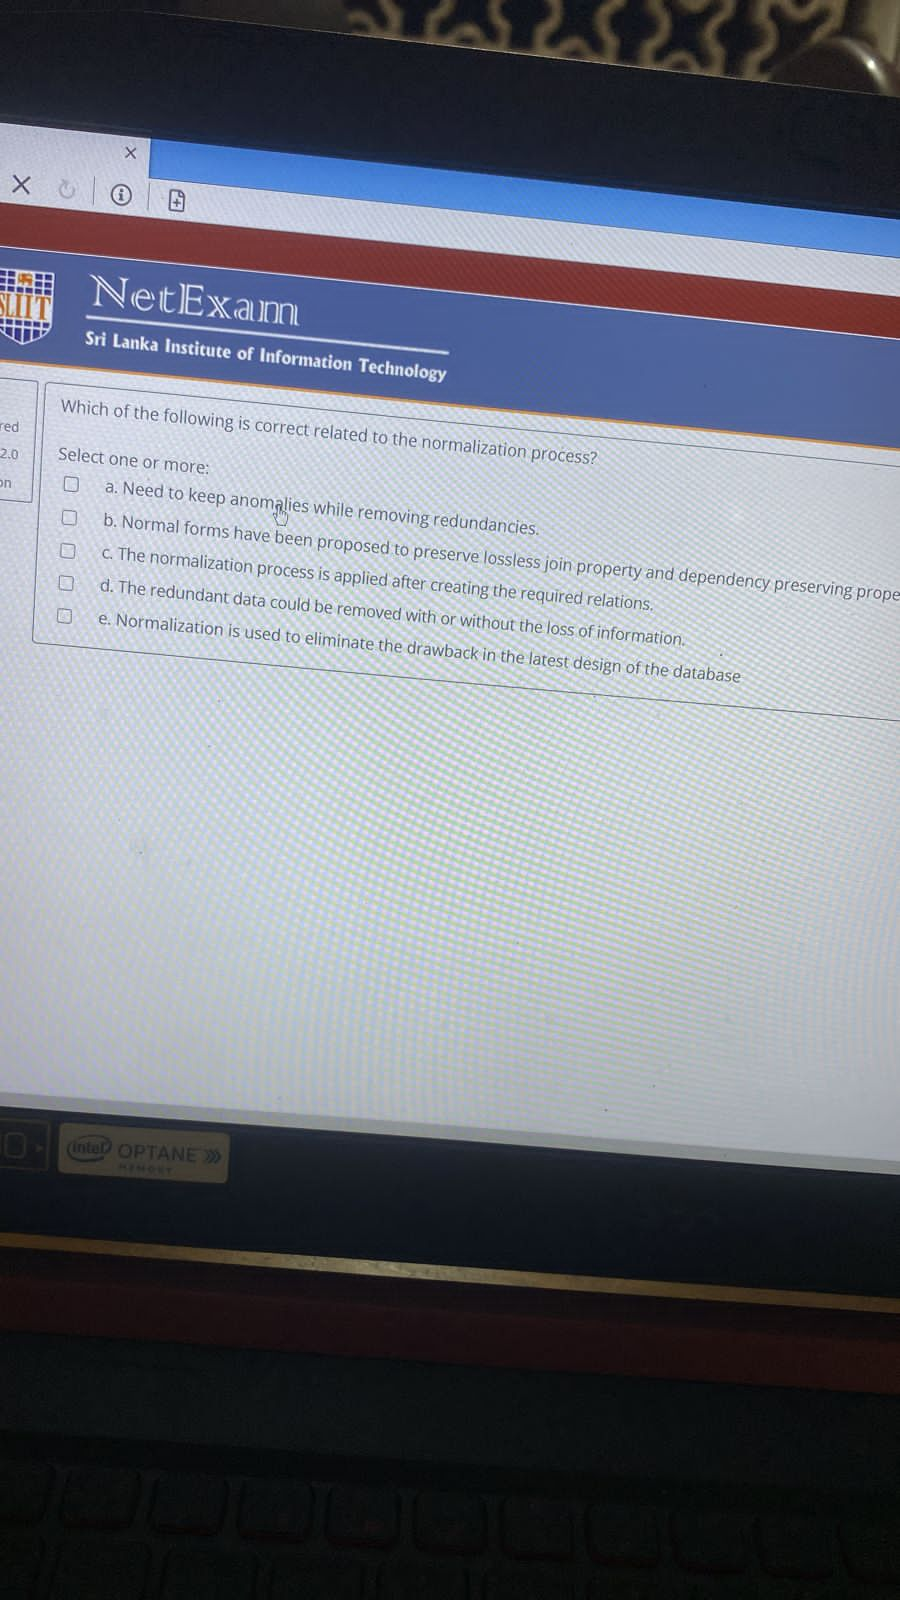 SLIIT
NetExam
Sri Lanka Institute of Information Technology
red
2.0
on
Which of the following is correct related to the normalization process?
Select one or more:
a. Need to keep anomalies while removing redundancies.
b. Normal forms have been proposed to preserve lossless join property and dependency preserving prope
c. The normalization process is applied after creating the required relations.
d. The redundant data could be removed with or without the loss of information.
e. Normalization is used to eliminate the drawback in the latest design of the database
intel OPTANE
MEMORY